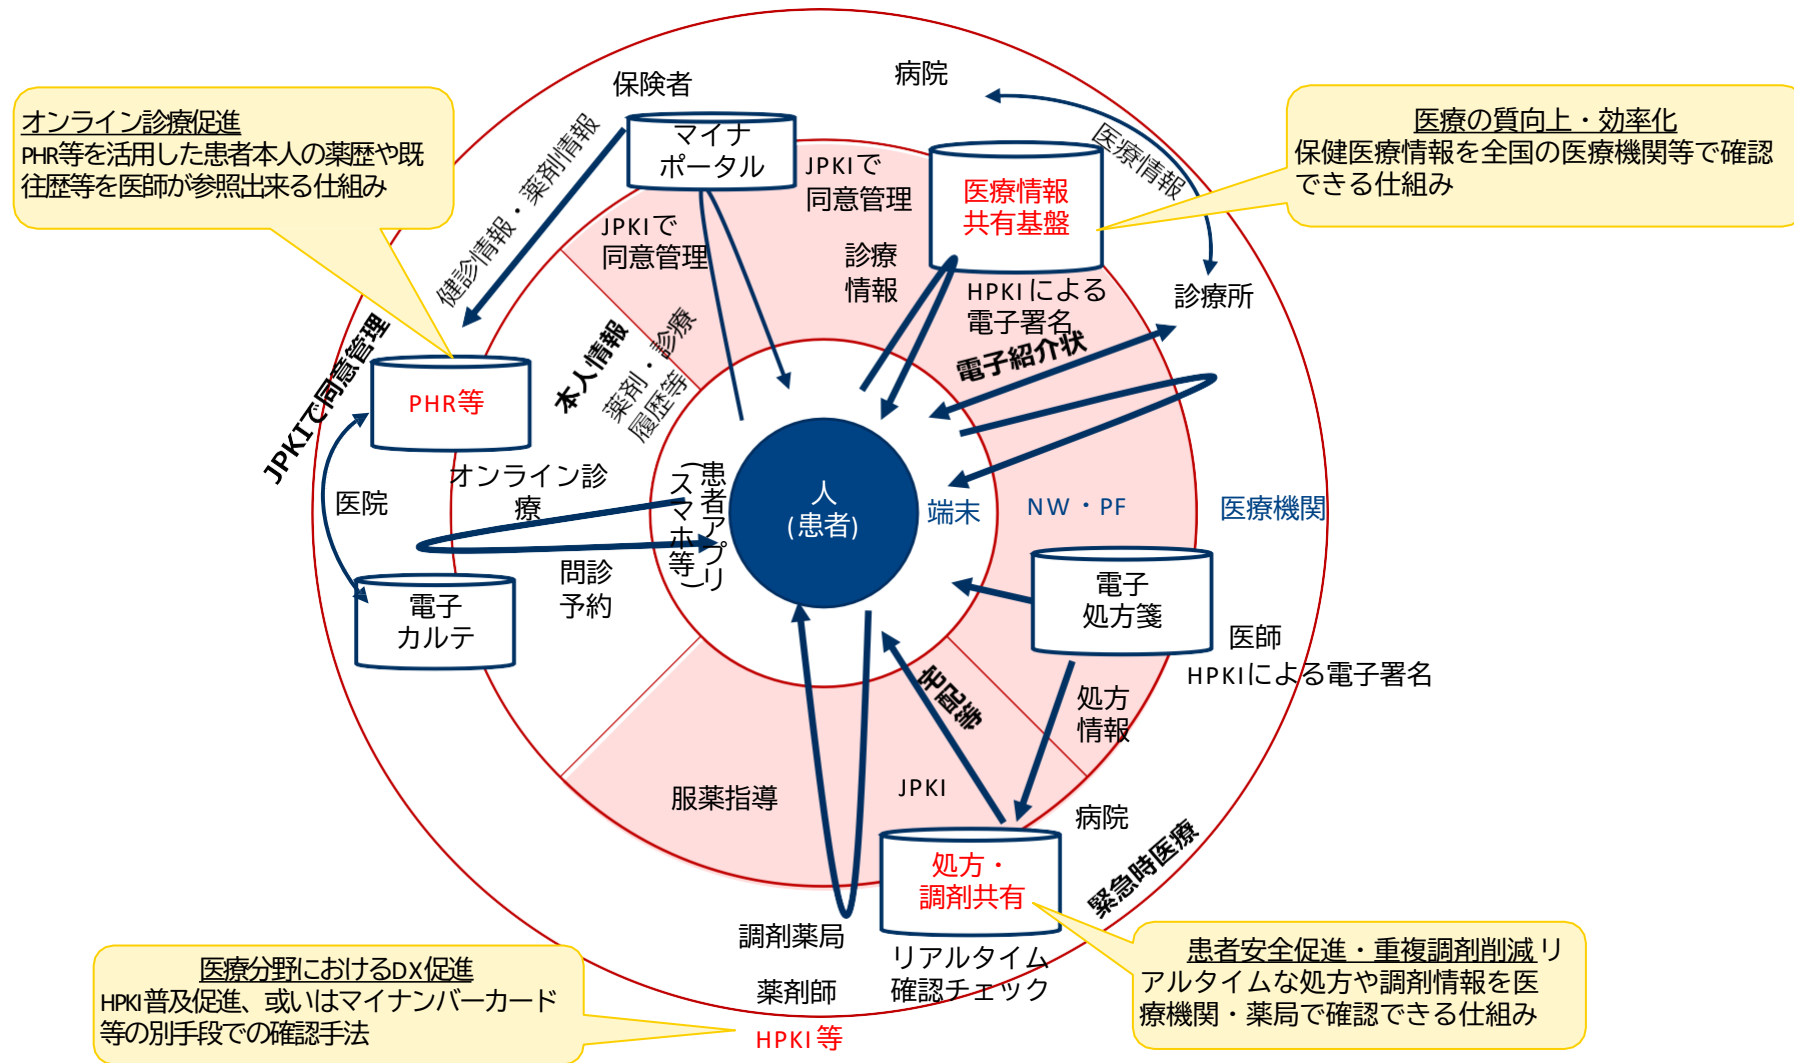 保険者
病院
オンライン診療促進
PHR等を活用した患者本人の薬歴や既
往歴等を医師が参照出来る仕組み
医療の質向上・効率化
保健医療情報を全国の医療機関等で確認
できる仕組み
マイナ
ポータル
健診情報・薬剤情報
医療情報
JPKIで
同意管理
JPKIで
同意管理
医療情報
共有基盤
診療
情報
HPKIによる
電子署名
診療所
電子紹介状
JPKIで同意管理
本人情報
薬剤・診療
履歴等
PHR等
医院
オンライン診
療
患者アプリ
（スマホ等）
人
(患者)
端末
NW・PF
医療機関
問診
予約
電子
カルテ
電子
処方箋
医師
HPKIによる電子署名
宅配等
処方
情報
服薬指導
JPKI
病院
処方・
調剤共有
緊急時医療
調剤薬局
リアルタイム
確認チェック
薬剤師
HPKI等
医療分野におけるDX促進
HPKI普及促進、或いはマイナンバーカード
等の別手段での確認手法
患者安全促進・重複調剤削減リ
アルタイムな処方や調剤情報を医
療機関・薬局で確認できる仕組み